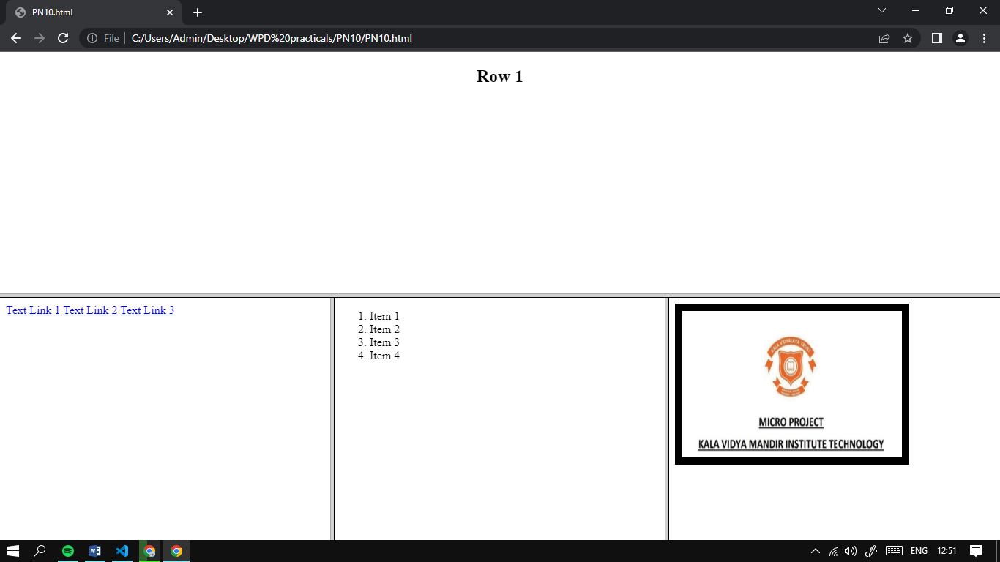 PN10.html
File C:/Users/Admin/Desktop/WPD%20practicals/PN10/PN10.html
Row 1
Text Link 1 Text Link 2 Text Link 3
1. Item 1
2. Item 2
3. Item 3
4. Item 4
KALA VIDYALAYA TRUST
MICRO PROJECT
KALA VIDYA MANDIR INSTITUTE TECHNOLOGY
ENG 12:51